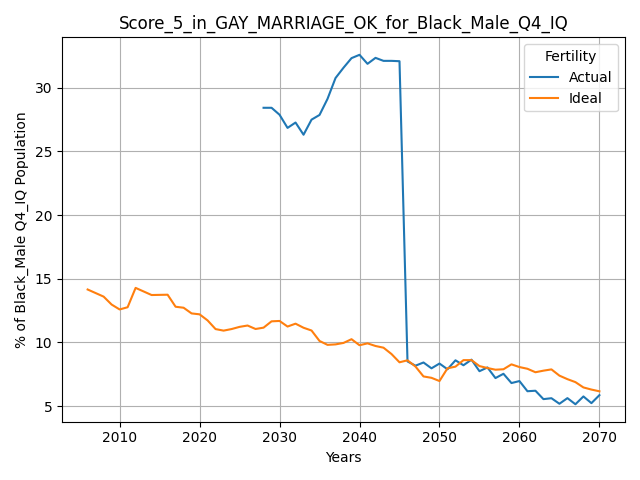 Score_5_in_GAY_MARRIAGE_OK_for_Black_Male_Q4_IQ
Fertility
Actual
Ideal
% of Black_Male Q4_IQ Population
30
25
20
15
10
5
2010 2020 2030 2040 2050 2060 2070
Years